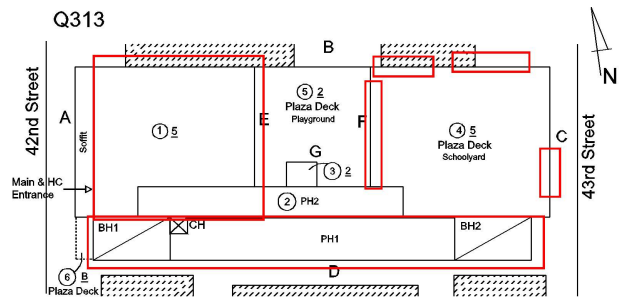 Q313
B
N
42nd Street
A
Soffit
1 5
E
5 2
Plaza Deck
Playground
F
4 5
Plaza Deck
Schoolyard
C
43rd Street
G
3 2
Main & HC
Entrance
2 PH2
BH1
CH
PH1
BH2
6 B
Plaza Deck
D